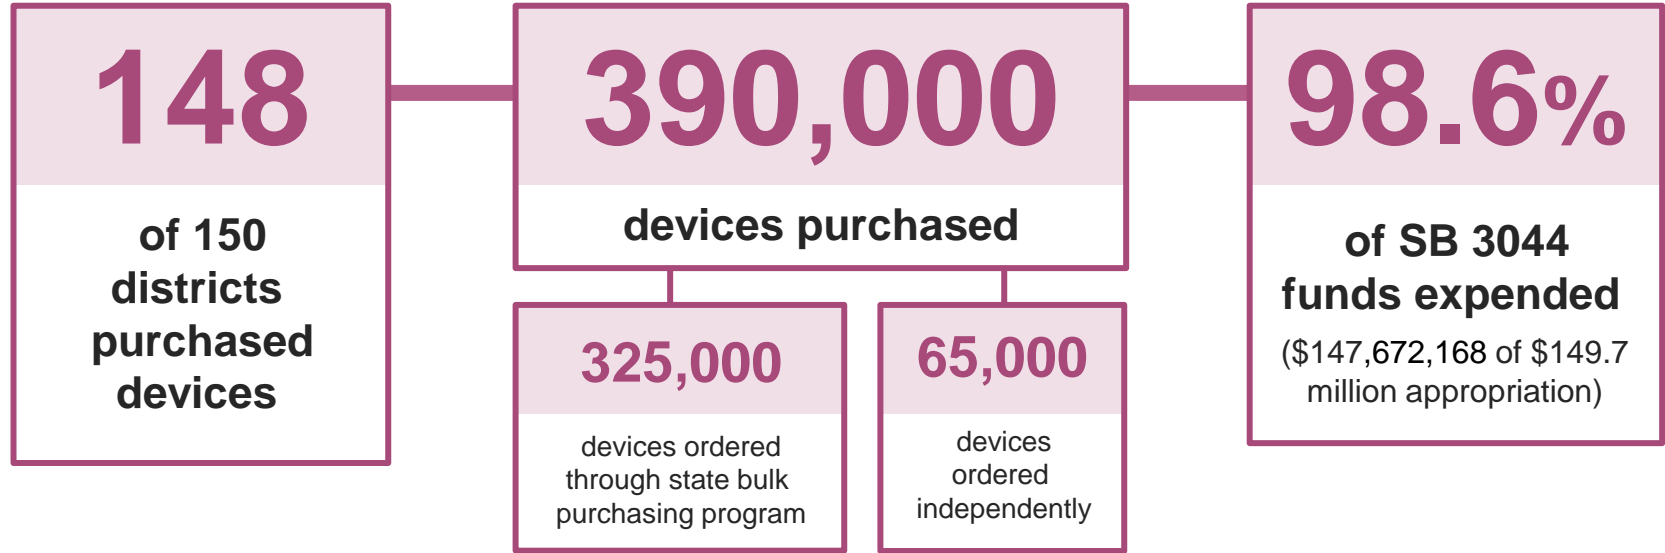 148
of 150
districts
purchased
devices
390,000
devices purchased
325,000
devices ordered
through state bulk
purchasing program
65,000
devices
ordered
independently
98.6%
of SB 3044
funds expended
($147,672,168 of $149.7
million appropriation)